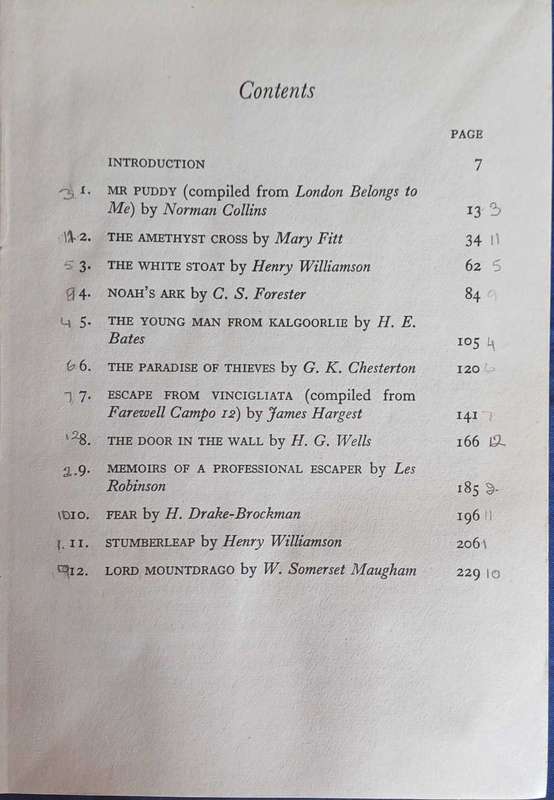 Contents
PAGE
INTRODUCTION 7
3 1. MR PUDDY (compiled from London Belongs to
Me) by Norman Collins 13 3
2. THE AMETHYST CROSS by Mary Fitt 34 11
5 3. THE WHITE STOAT by Henry Williamson 62 5
4. NOAH'S ARK by C. S. Forester 84 9
4 5. THE YOUNG MAN FROM KALGOORLIE by H. E.
Bates 105 4
6 6. THE PARADISE OF THIEVES by G. K. Chesterton 120 6
7 7. ESCAPE FROM VINCIGLIATA (compiled from
Farewell Campo 12) by James Hargest 141 7
12 8. THE DOOR IN THE WALL by H. G. Wells 166 12
2. 9. MEMOIRS OF A PROFESSIONAL ESCAPER by Les
Robinson 185 2.
10 10. FEAR by H. Drake-Brockman 196 11
1. 11. STUMBERLEAP by Henry Williamson 206 1
12. LORD MOUNTDRAGO by W. Somerset Maugham 229 10